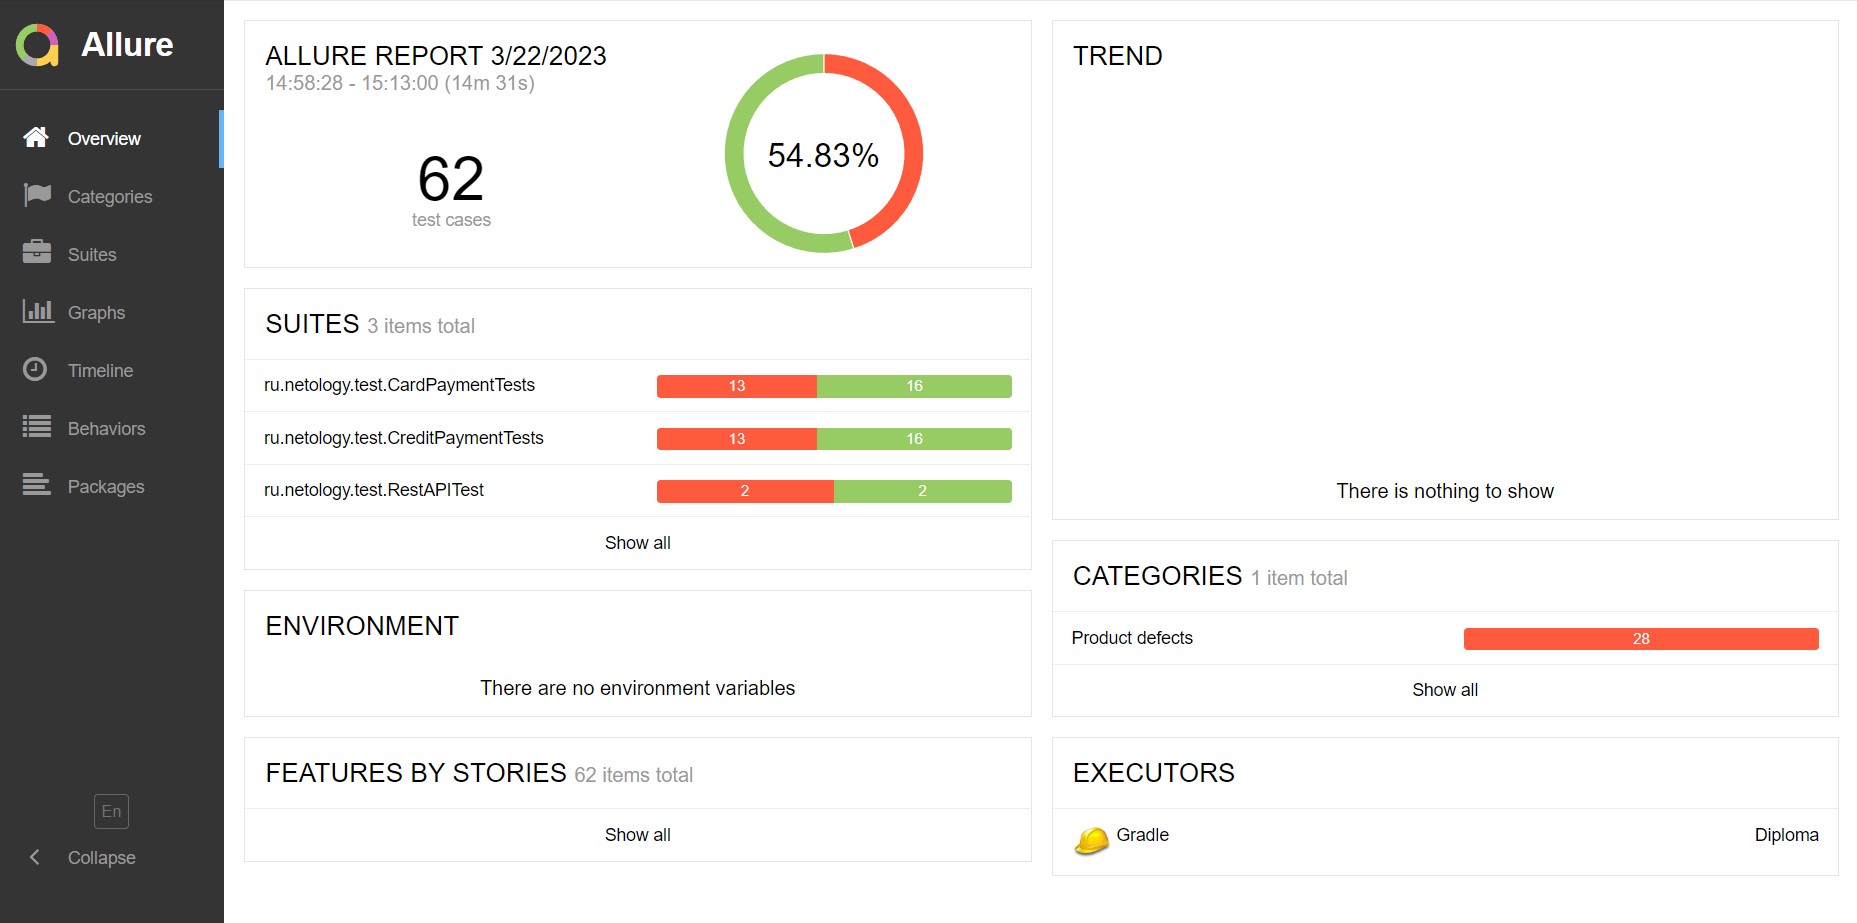 Allure
Overview
Categories
Suites
Graphs
Timeline
Behaviors
Packages
En
Collapse
ALLURE REPORT 3/22/2023
14:58:28 - 15:13:00 (14m 31s)
62
test cases
54.83%
SUITES 3 items total
ru.netology.test.CardPaymentTests 13 16
ru.netology.test.CreditPaymentTests 13 16
ru.netology.test.RestAPITest 2 2
Show all
ENVIRONMENT
There are no environment variables
FEATURES BY STORIES 62 items total
Show all
TREND
There is nothing to show
CATEGORIES 1 item total
Product defects 28
Show all
EXECUTORS
Gradle Diploma